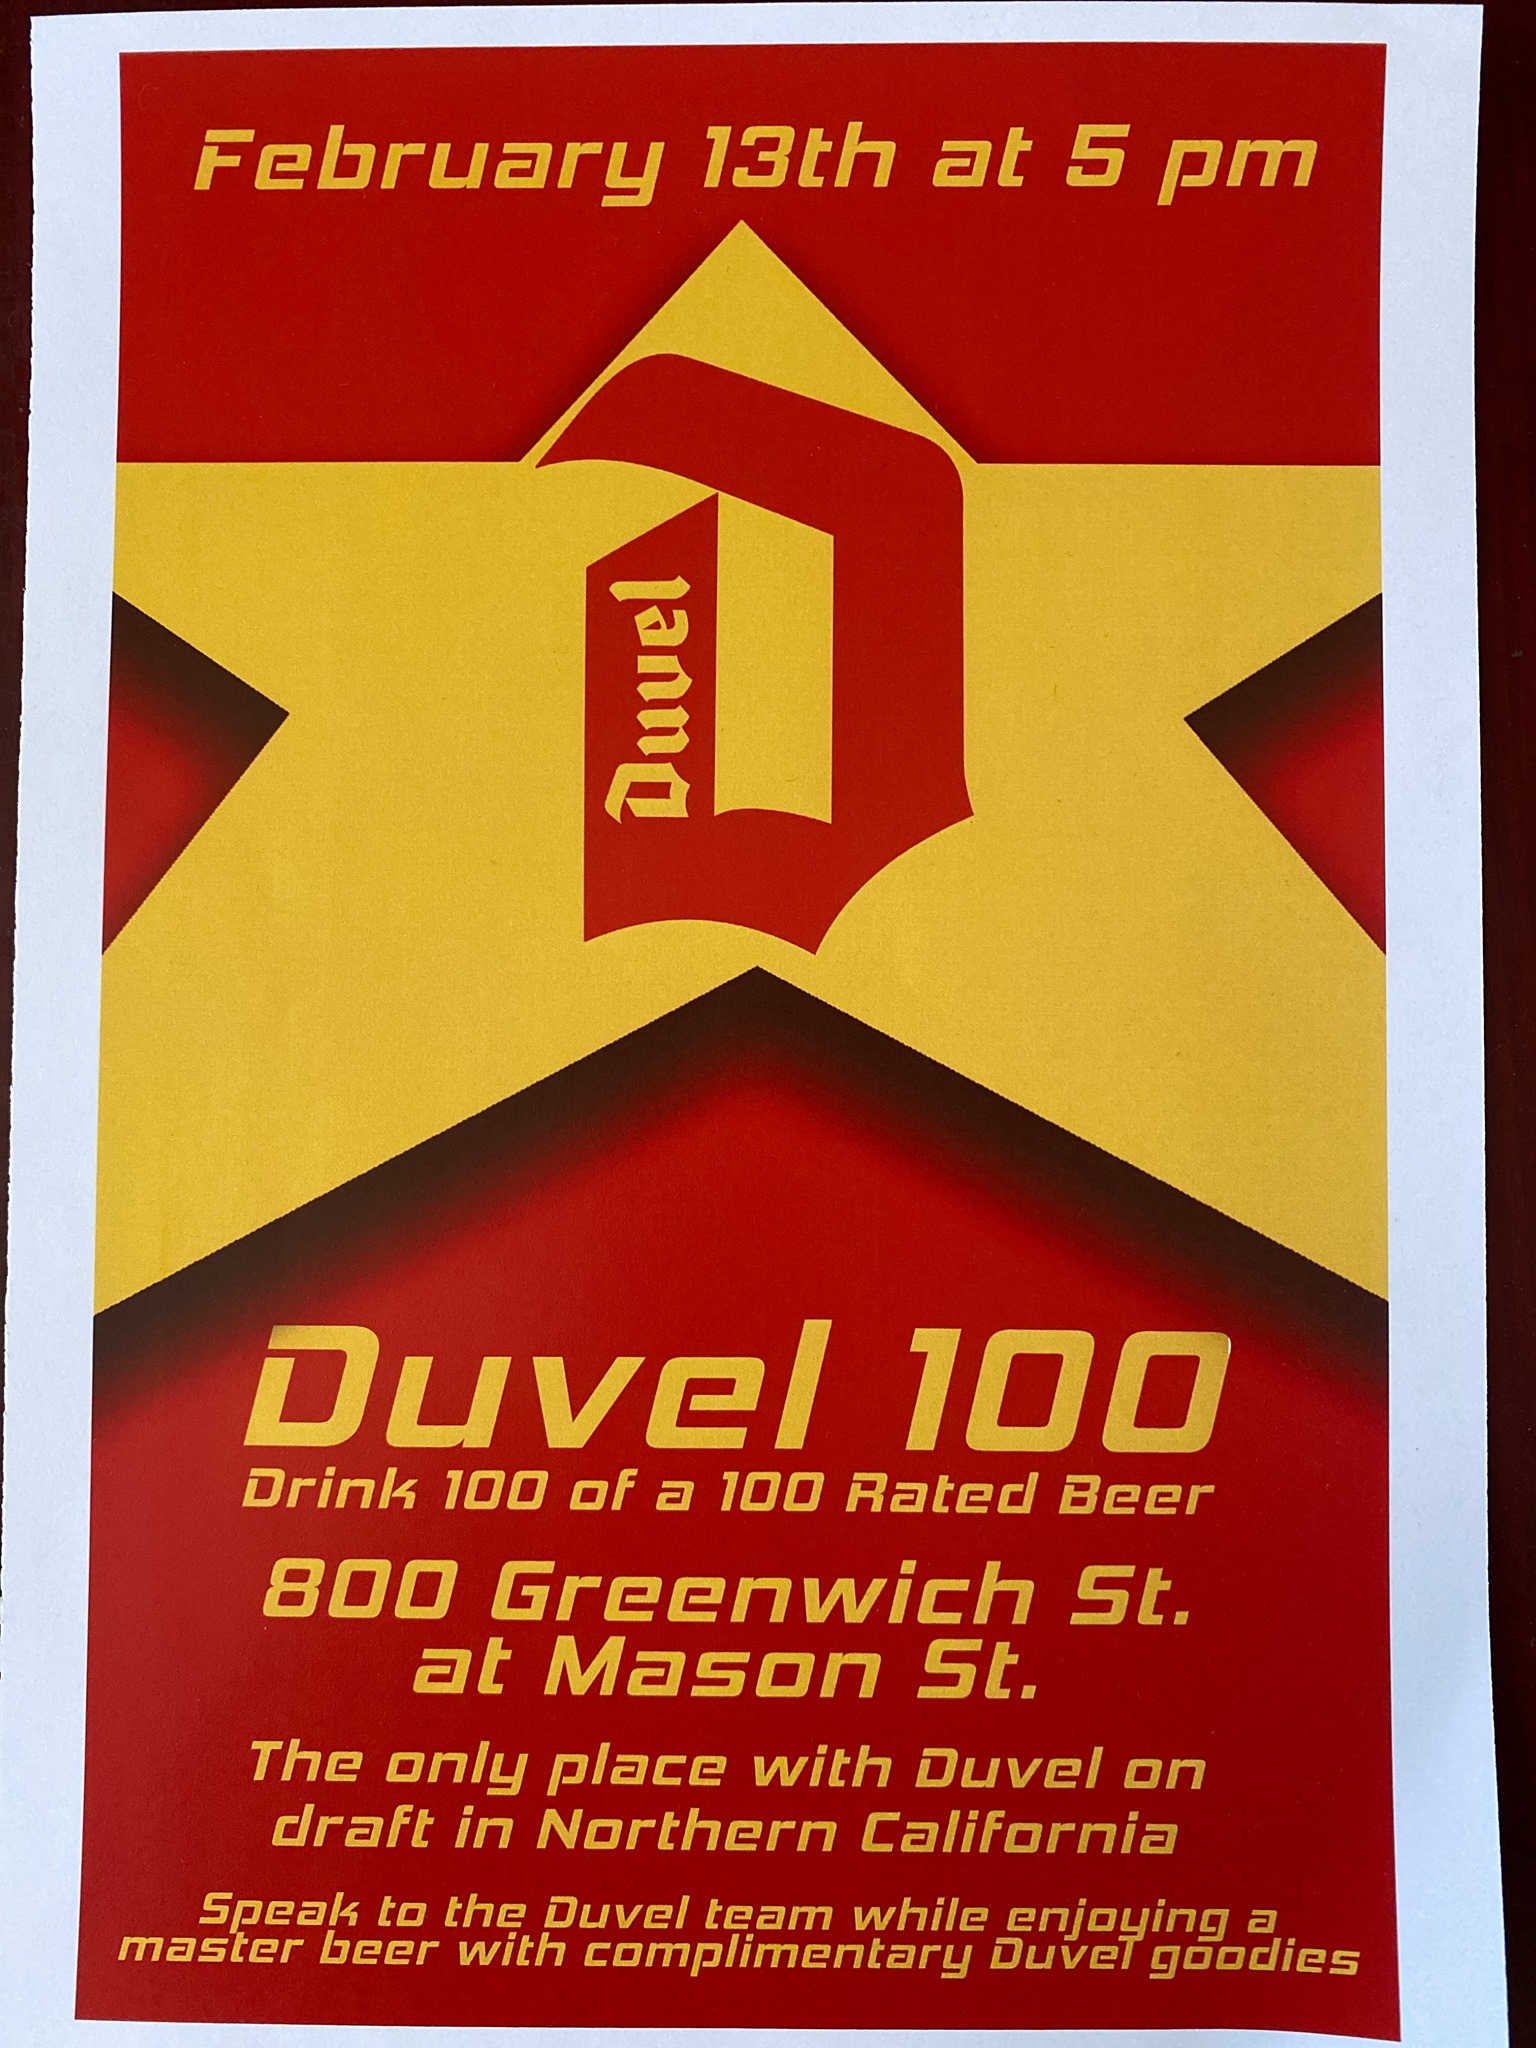 February 13th at 5 pm
Duvel
Duvel 100
Drink 100 of a 100 Rated Beer
800 Greenwich St.
at Mason St.
The only place with Duvel on
draft in Northern California
Speak to the Duvel team while enjoying a
master beer with complimentary Duvel goodies